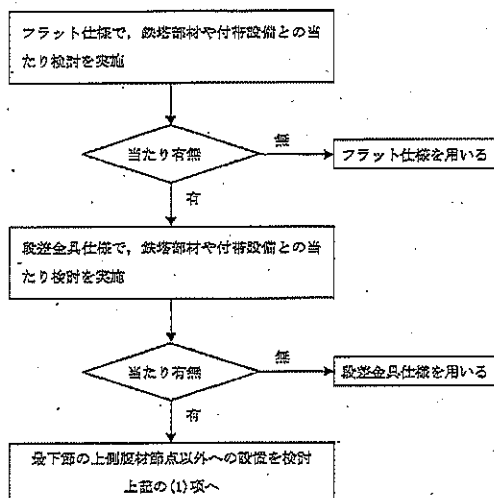 フラット仕様で，鉄塔部材や付帯設備との当
たり検討を実施
当たり有無
無
フラット仕様を用いる
有
段違金具仕様で，鉄塔部材や付帯設備との当
たり検討を実施
当たり有無
無
段違金具仕様を用いる
有
最下節の上側腹材節点以外への設置を検討
上記の(1)項へ